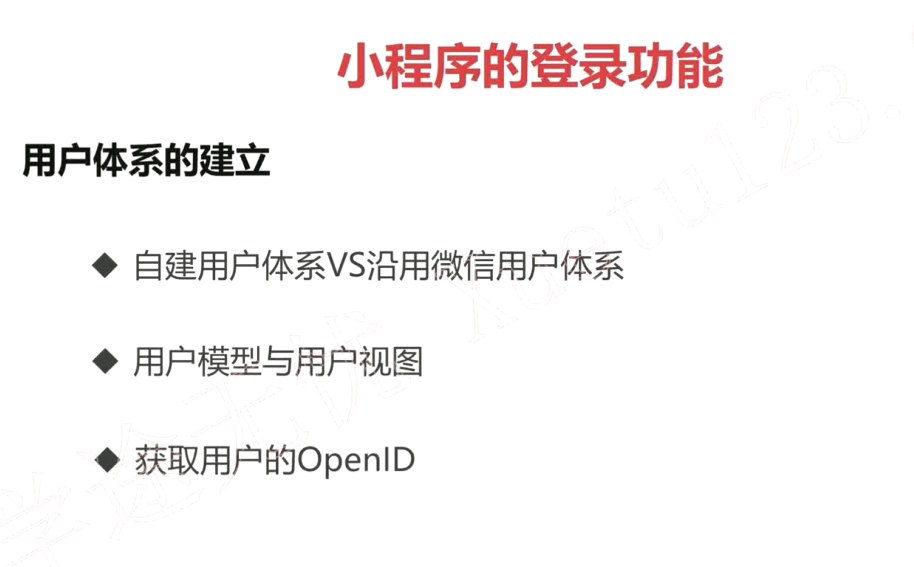 小程序的登录功能
用户体系的建立
◆ 自建用户体系VS沿用微信用户体系
◆ 用户模型与用户视图
◆ 获取用户的OpenID
学途无忧 xuetu123.